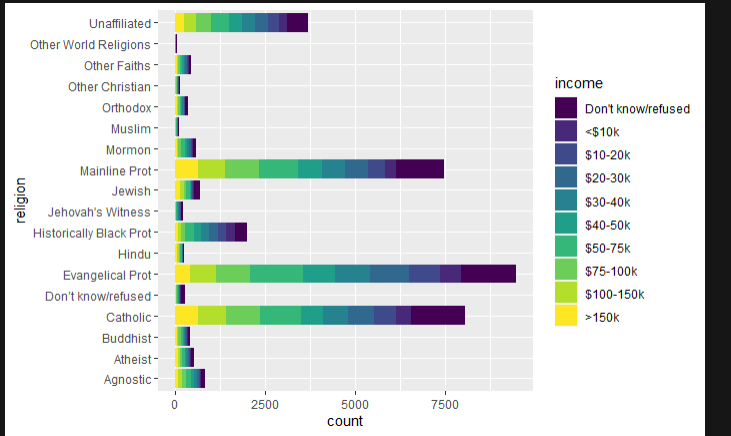 Unaffiliated
Other World Religions
Other Faiths
Other Christian
Orthodox
Muslim
Mormon
Mainline Prot
Jewish
Jehovah's Witness
Historically Black Prot
Hindu
Evangelical Prot
Don't know/refused
Catholic
Buddhist
Atheist
Agnostic
religion
0 2500 5000 7500
count
income
Don't know/refused
<$10k
$10-20k
$20-30k
$30-40k
$40-50k
$50-75k
$75-100k
$100-150k
>150k